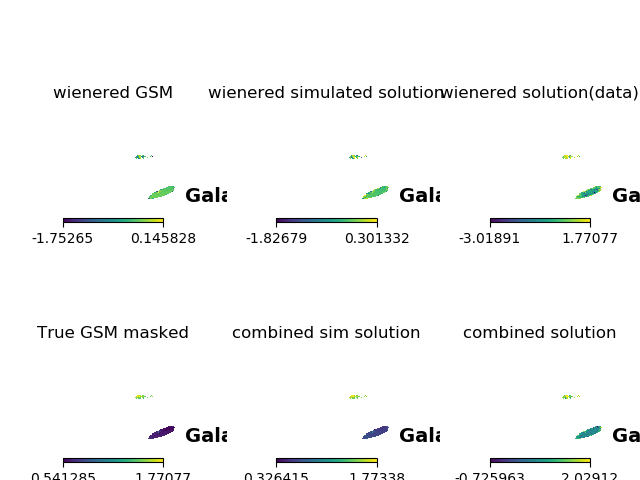 wienered GSM
wienered simulated solution
wienered solution(data)
Gala
Gala
Ga
-1.75265 0.145828
-1.82679 0.301332
-3.01891 1.77077
True GSM masked
combined sim solution
combined solution
Gala
Gala
Ga
0.541285 1.77077
0.326415 1.77338
-0.725963 2.02912